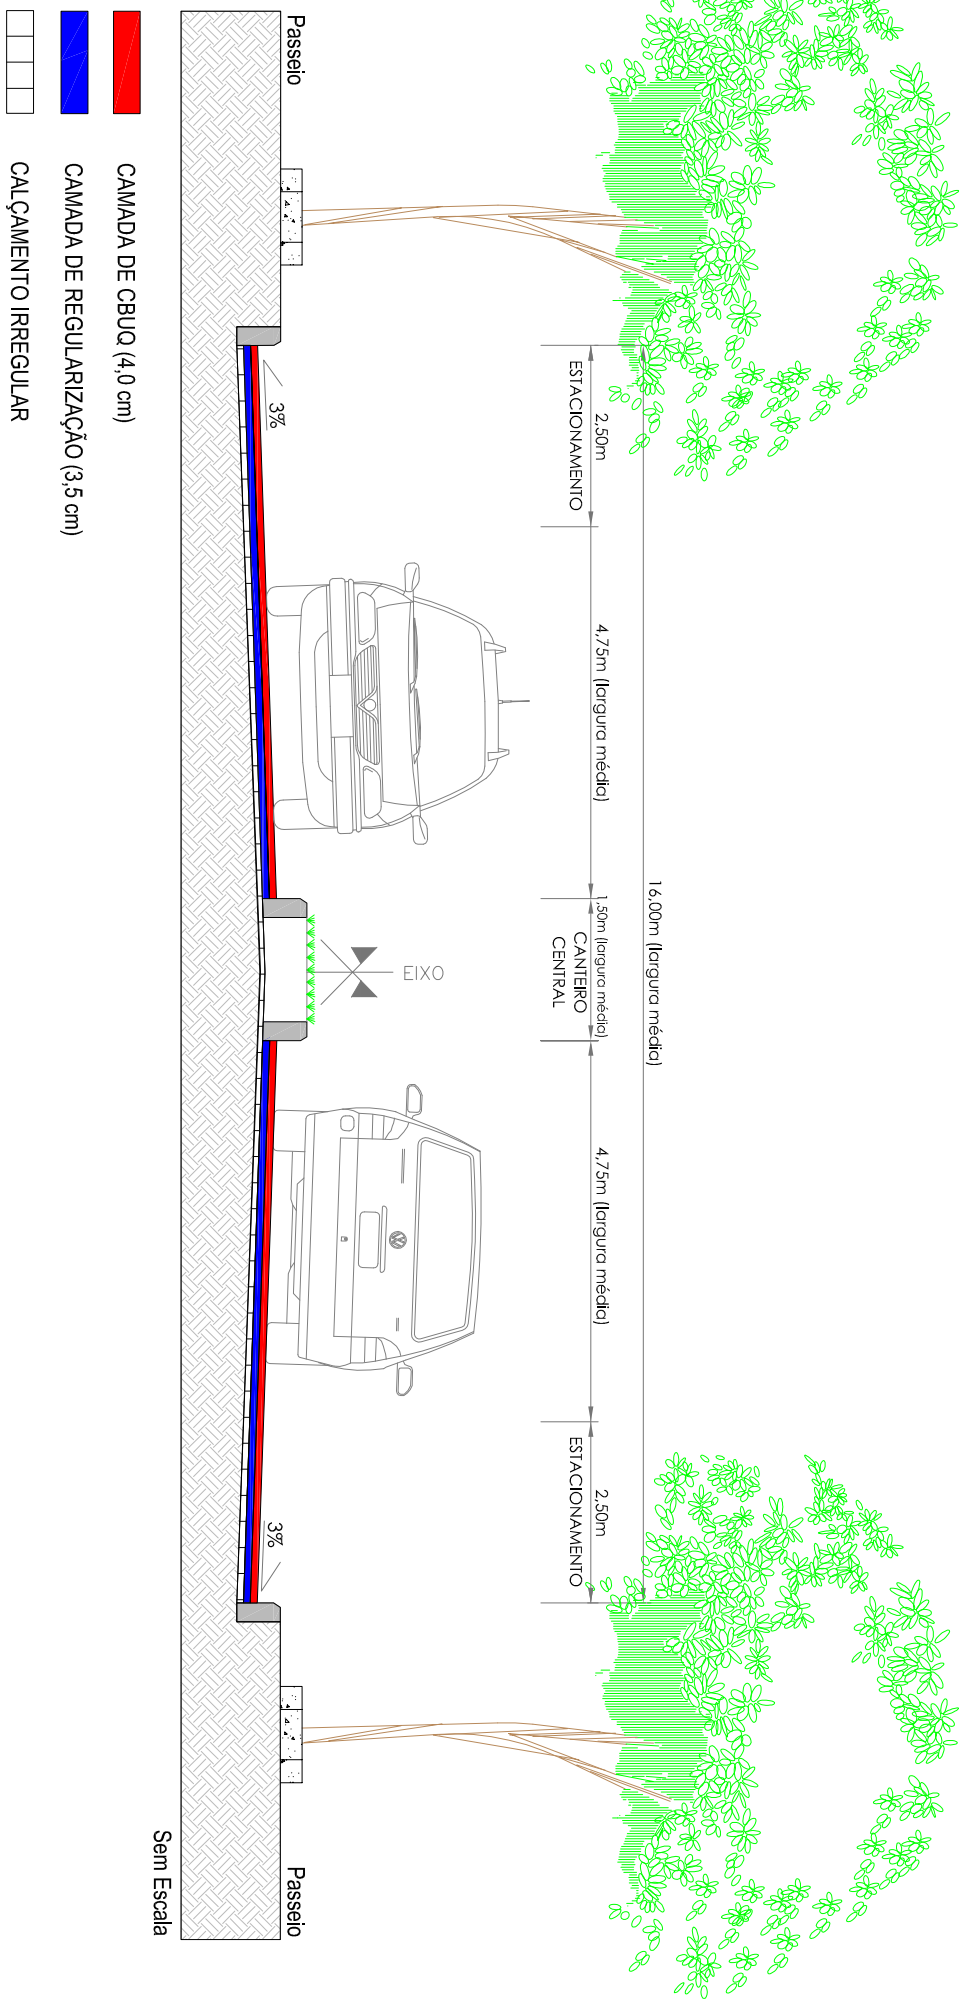 16,00m (largura média)
2,50m
ESTACIONAMENTO
4,75m (largura média)
1,50m (largura média)
CANTEIRO
CENTRAL
4,75m (largura média)
2,50m
ESTACIONAMENTO
EIXO
Passeio
3%
3%
Passeio
Sem Escala
CAMADA DE CBUQ (4,0 cm)
CAMADA DE REGULARIZAÇÃO (3,5 cm)
CALÇAMENTO IRREGULAR